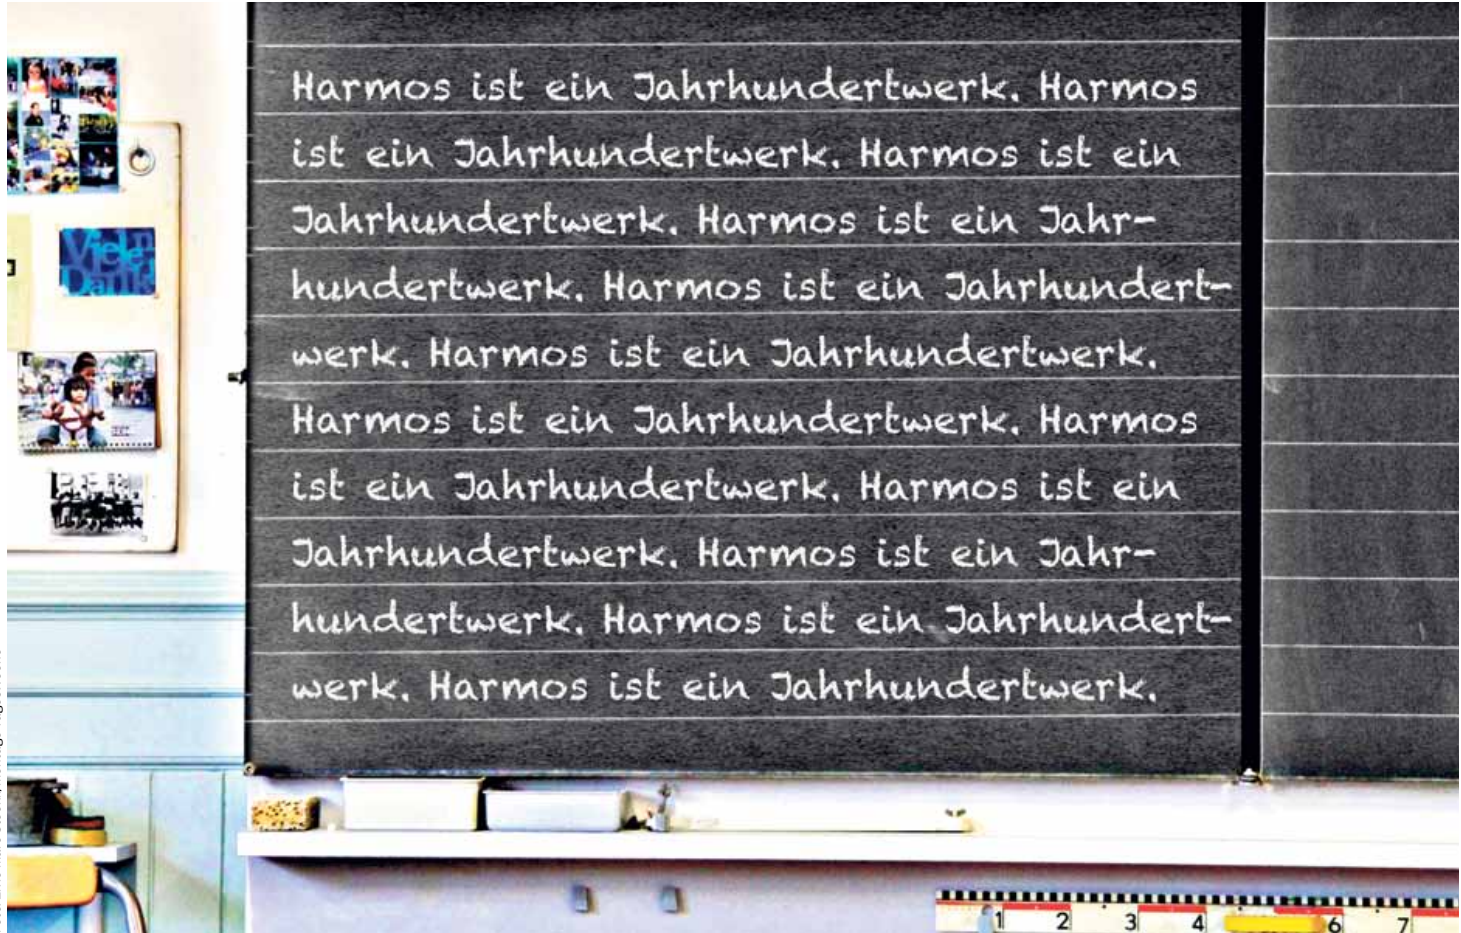 Harmos ist ein Jahrhundertwerk. Harmos
ist ein Jahrhundertwerk. Harmos ist ein
Jahrhundertwerk. Harmos ist ein Jahr-
hundertwerk. Harmos ist ein Jahrhundert-
werk. Harmos ist ein Jahrhundertwerk.
Harmos ist ein Jahrhundertwerk. Harmos
ist ein Jahrhundertwerk. Harmos ist ein
Jahrhundertwerk. Harmos ist ein Jahr-
hundertwerk. Harmos ist ein Jahrhundert-
werk. Harmos ist ein Jahrhundertwerk.
Vielen
Dank
1 2 3 4 6 7